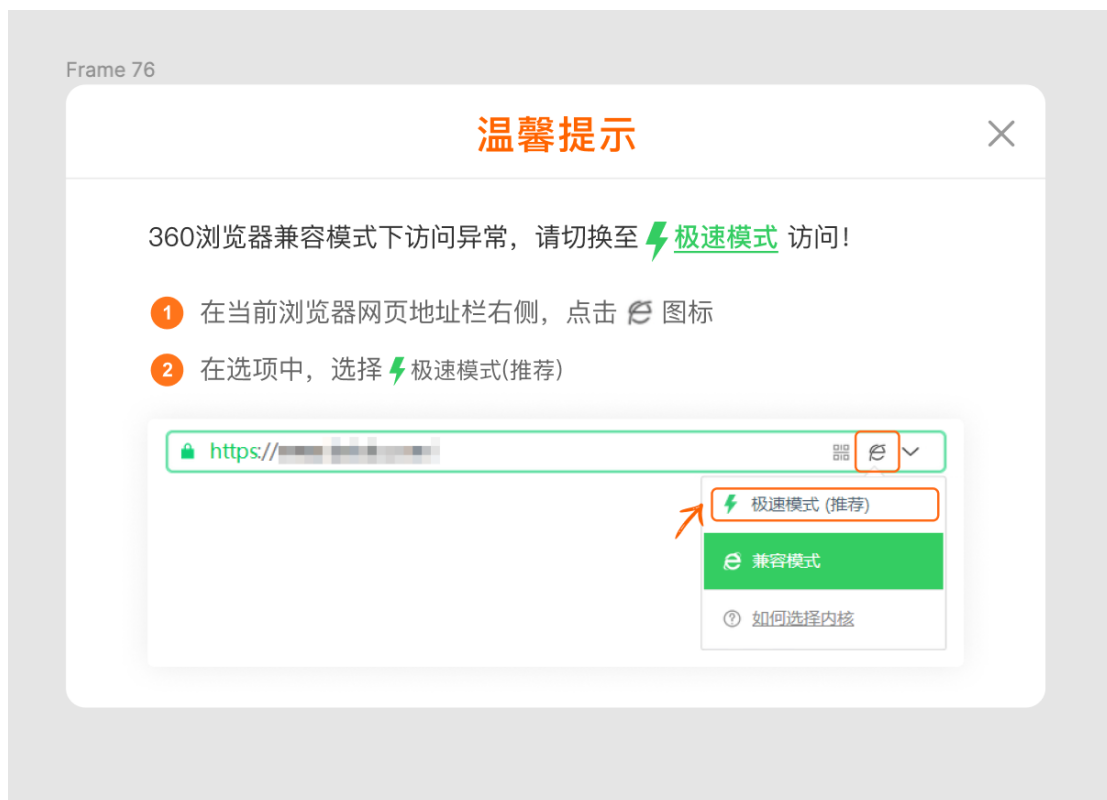 Frame 76
温馨提示
360浏览器兼容模式下访问异常，请切换至 极速模式 访问！
1 在当前浏览器网页地址栏右侧，点击 图标
2 在选项中，选择 极速模式(推荐)
https://
极速模式 (推荐)
兼容模式
如何选择内核